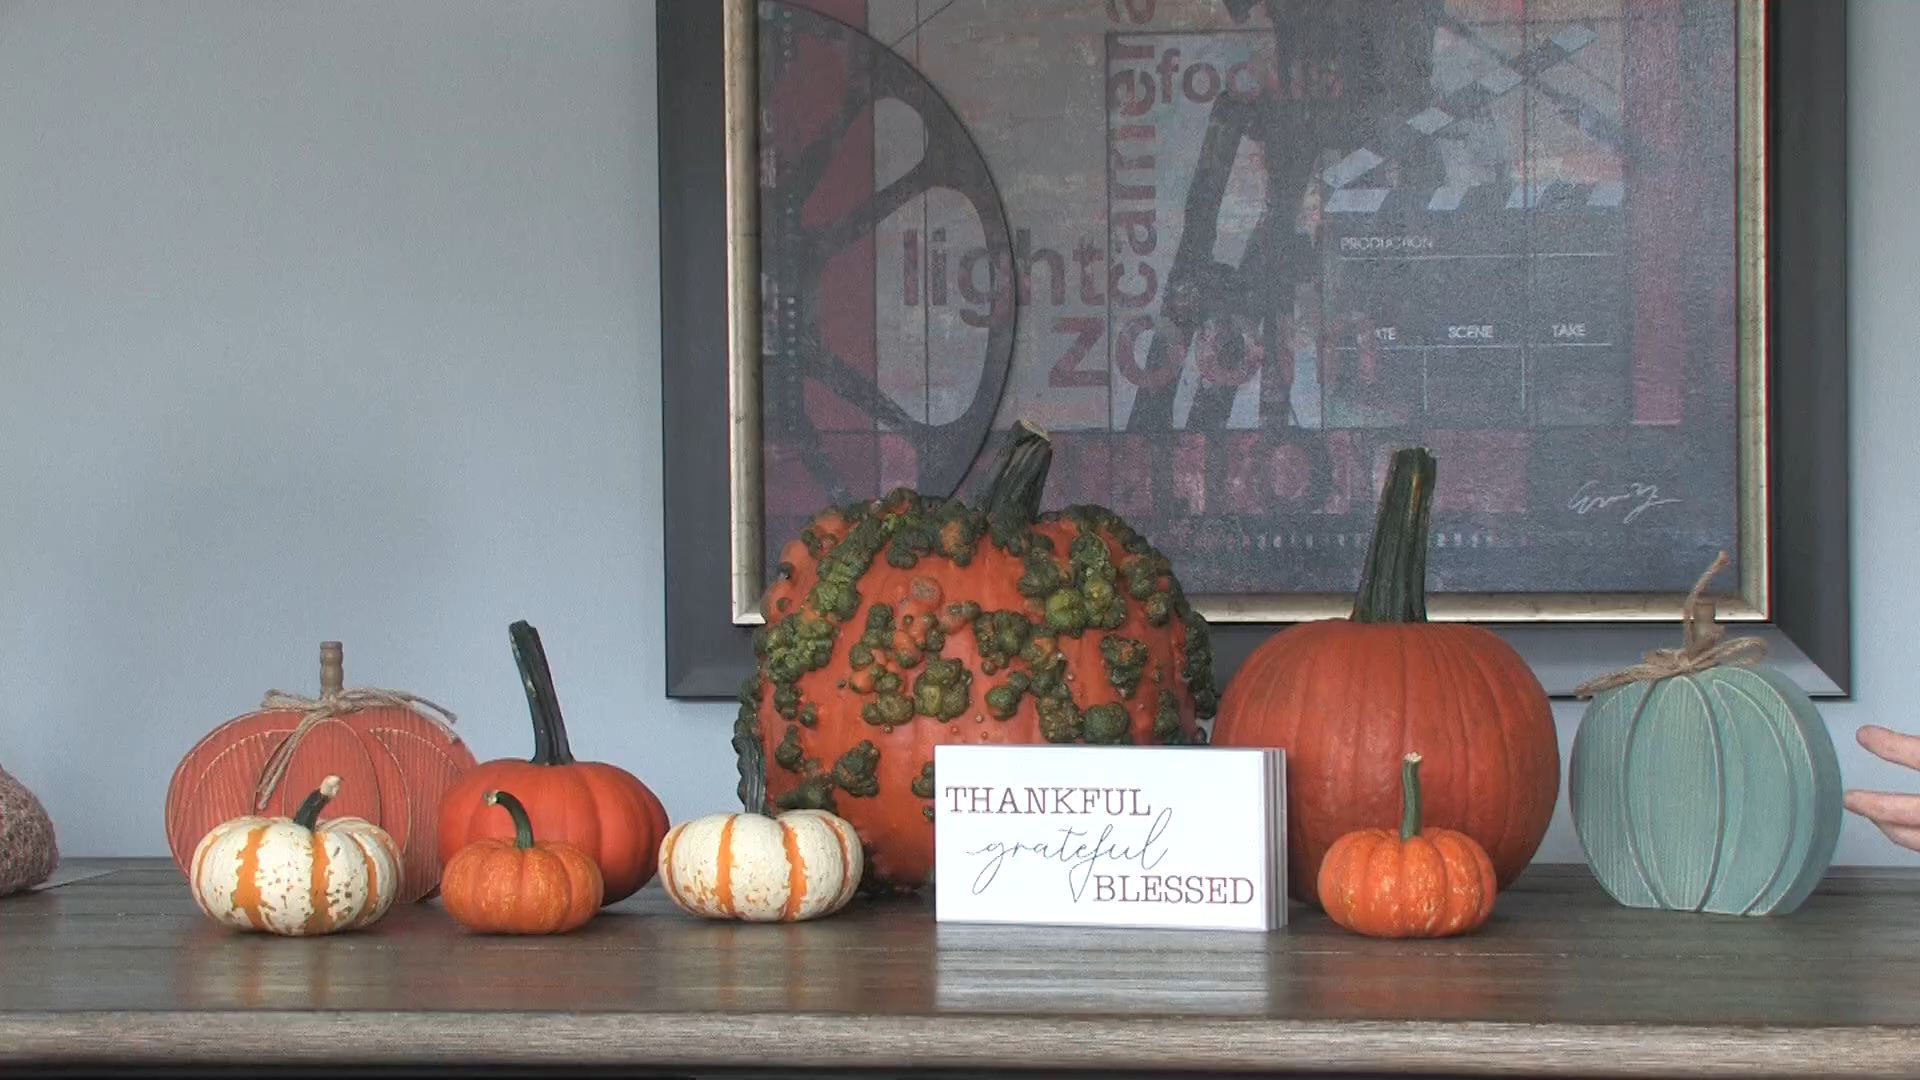 focus
camera
light
zoom
PRODUCTION
SCENE
TAKE
THANKFUL
grateful
BLESSED